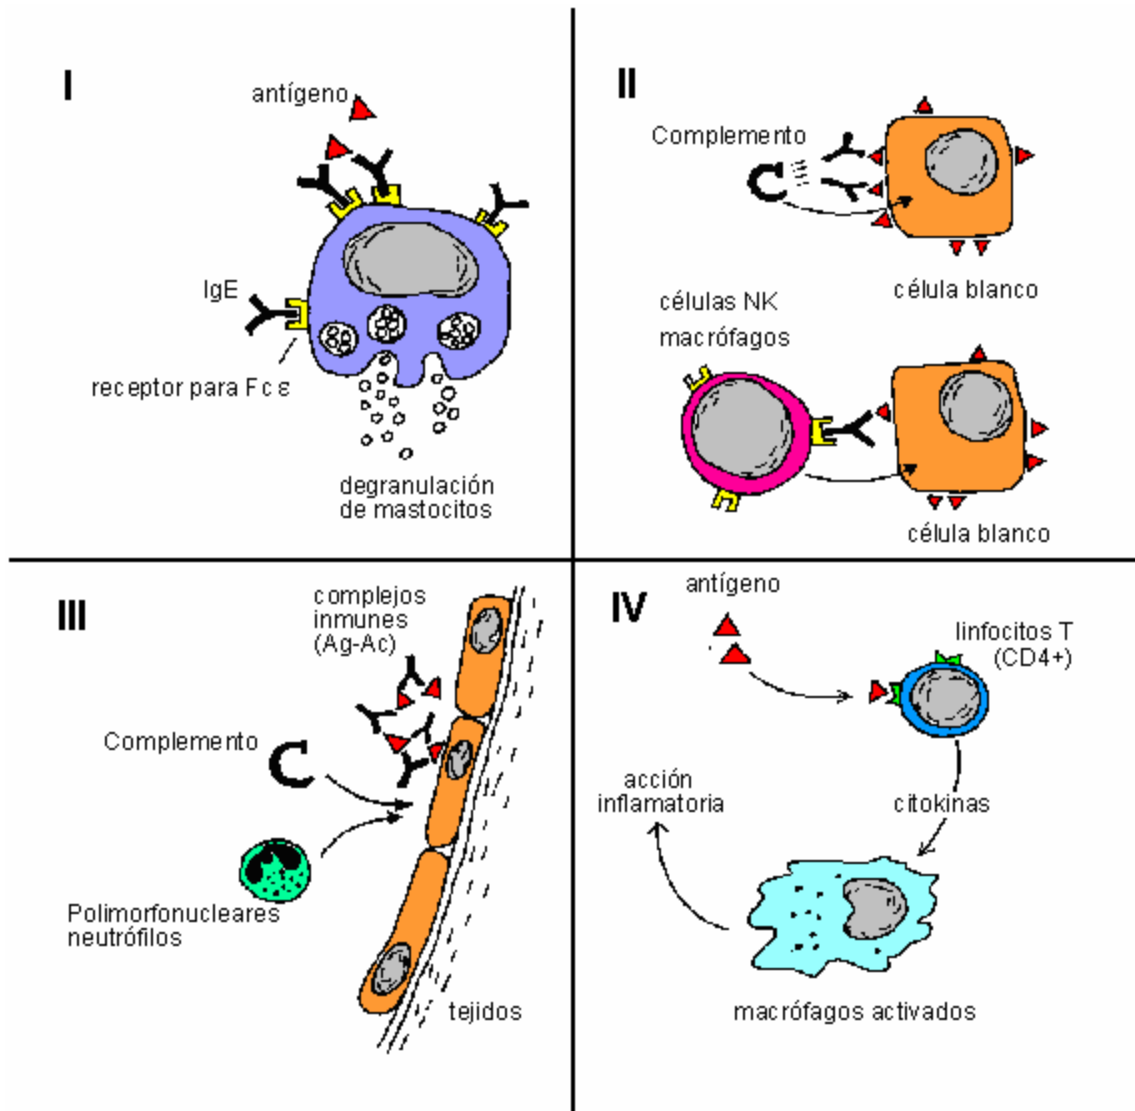 I
antígeno
IgE
receptor para Fc ε
degranulación
de mastocitos
II
Complemento
célula blanco
células NK
macrófagos
célula blanco
III
complejos
inmunes
(Ag-Ac)
Complemento
Polimorfonucleares
neutrófilos
tejidos
IV
antígeno
linfocitos T
(CD4+)
acción
inflamatoria
citokinas
macrófagos activados